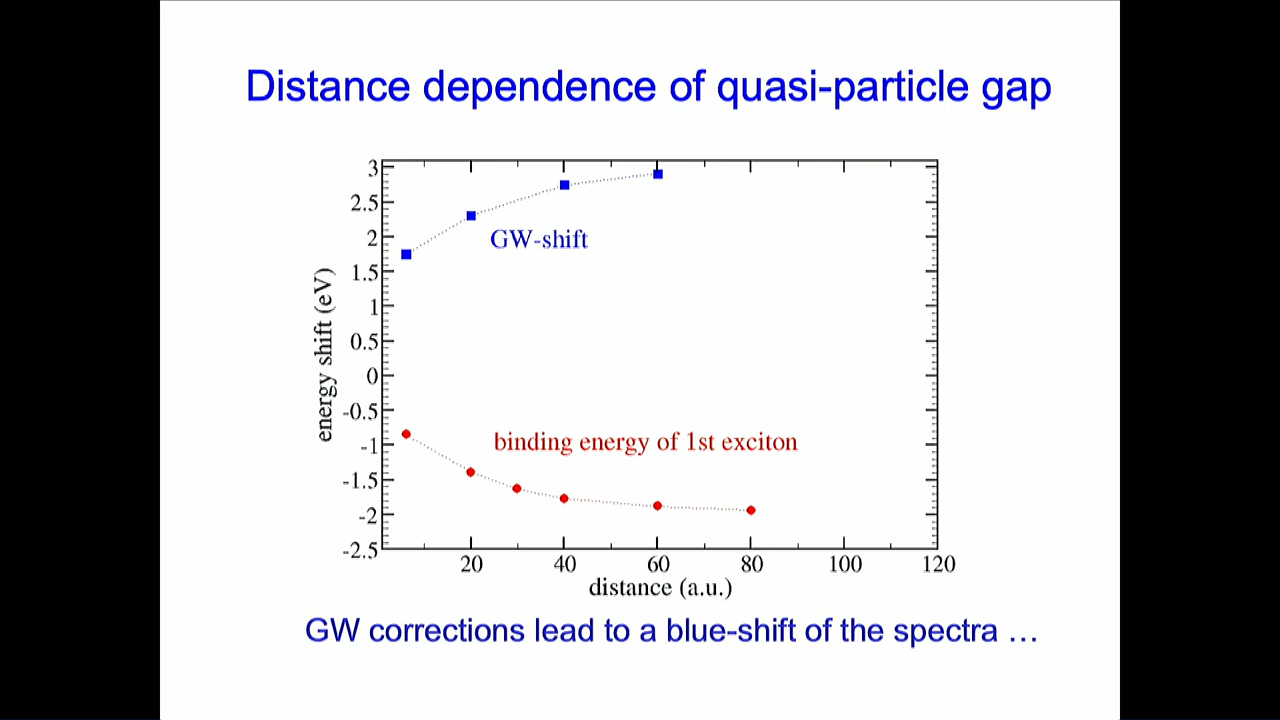 Distance dependence of quasi-particle gap
3
2.5
2
1.5
1
0.5
0
-0.5
-1
-1.5
-2
-2.5
energy shift (eV)
GW-shift
binding energy of 1st exciton
20 40 60 80 100 120
distance (a.u.)
GW corrections lead to a blue-shift of the spectra …